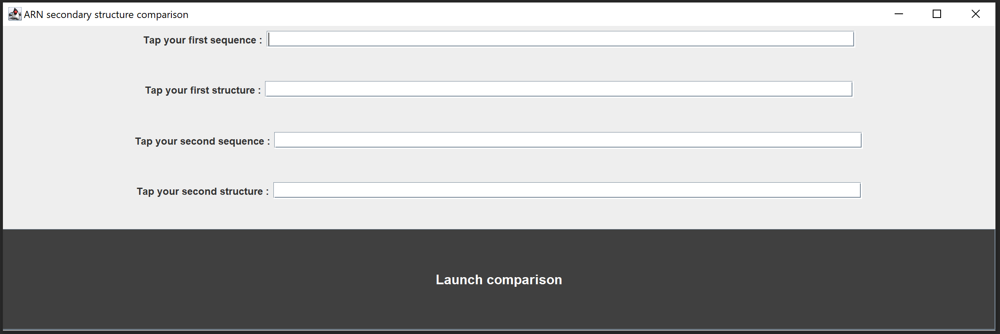 ARN secondary structure comparison
Tap your first sequence :
Tap your first structure :
Tap your second sequence :
Tap your second structure :
Launch comparison